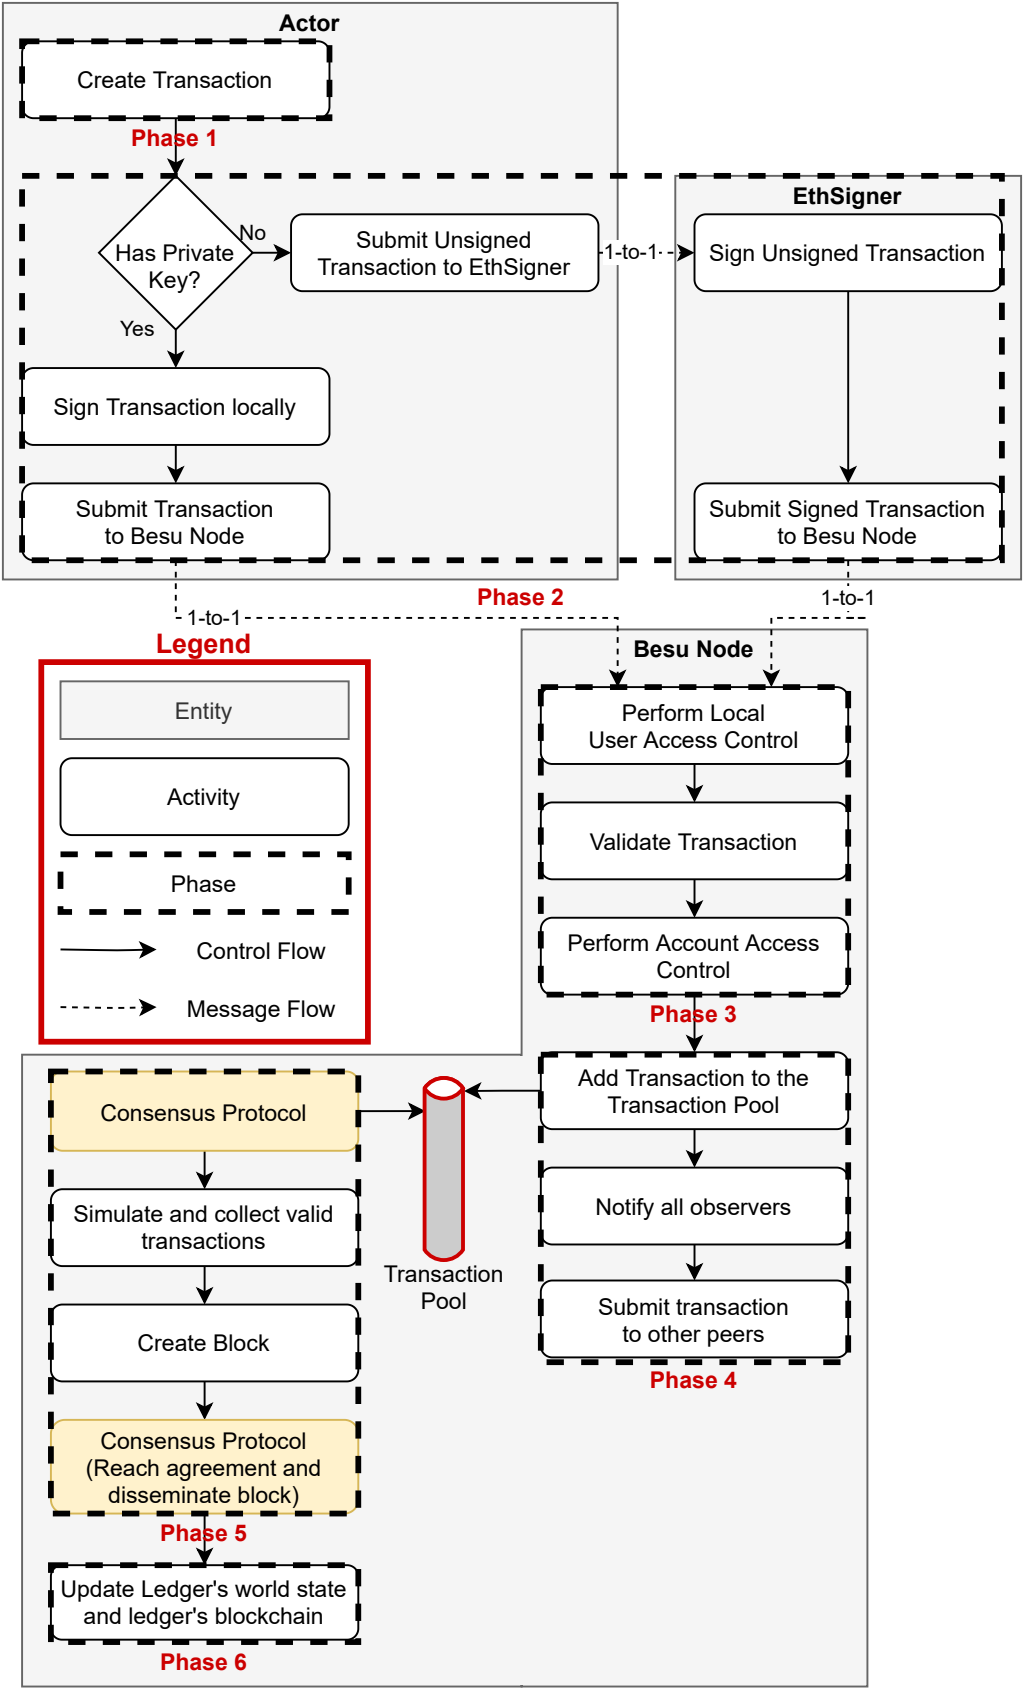 Actor
Create Transaction
Phase 1
EthSigner
Has Private
Key?
No
Submit Unsigned
Transaction to EthSigner
1-to-1
Sign Unsigned Transaction
Yes
Sign Transaction locally
Submit Transaction
to Besu Node
Submit Signed Transaction
to Besu Node
Phase 2
1-to-1
1-to-1
Legend
Entity
Activity
Phase
Control Flow
Message Flow
Besu Node
Perform Local
User Access Control
Validate Transaction
Perform Account Access
Control
Phase 3
Add Transaction to the
Transaction Pool
Notify all observers
Submit transaction
to other peers
Phase 4
Transaction
Pool
Consensus Protocol
Simulate and collect valid
transactions
Create Block
Consensus Protocol
(Reach agreement and
disseminate block)
Phase 5
Update Ledger's world state
and ledger's blockchain
Phase 6